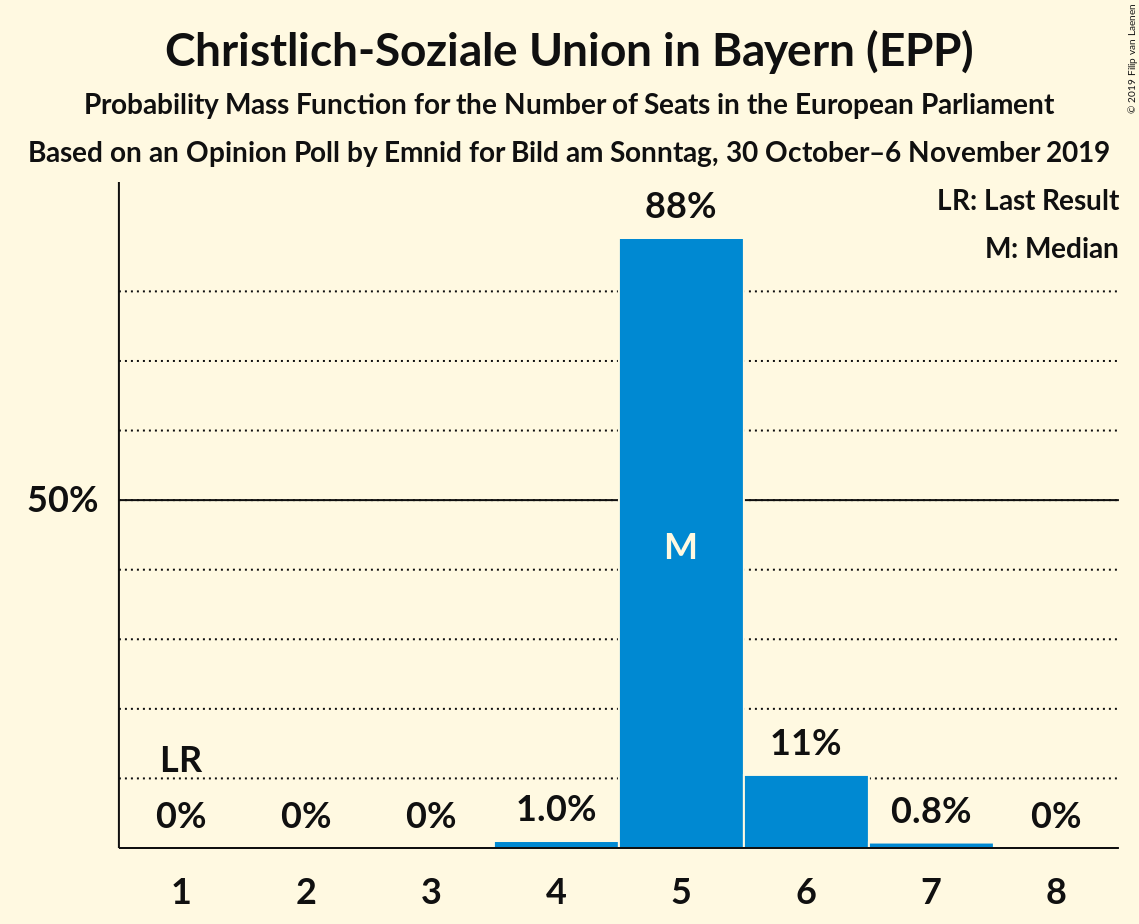 Christlich-Soziale Union in Bayern (EPP)
Probability Mass Function for the Number of Seats in the European Parliament
Based on an Opinion Poll by Emnid for Bild am Sonntag, 30 October–6 November 2019
© 2019 Filip van Laenen
LR: Last Result
M: Median
88%
50%
M
LR
0%
0%
0%
1.0%
11%
0.8%
0%
1 2 3 4 5 6 7 8